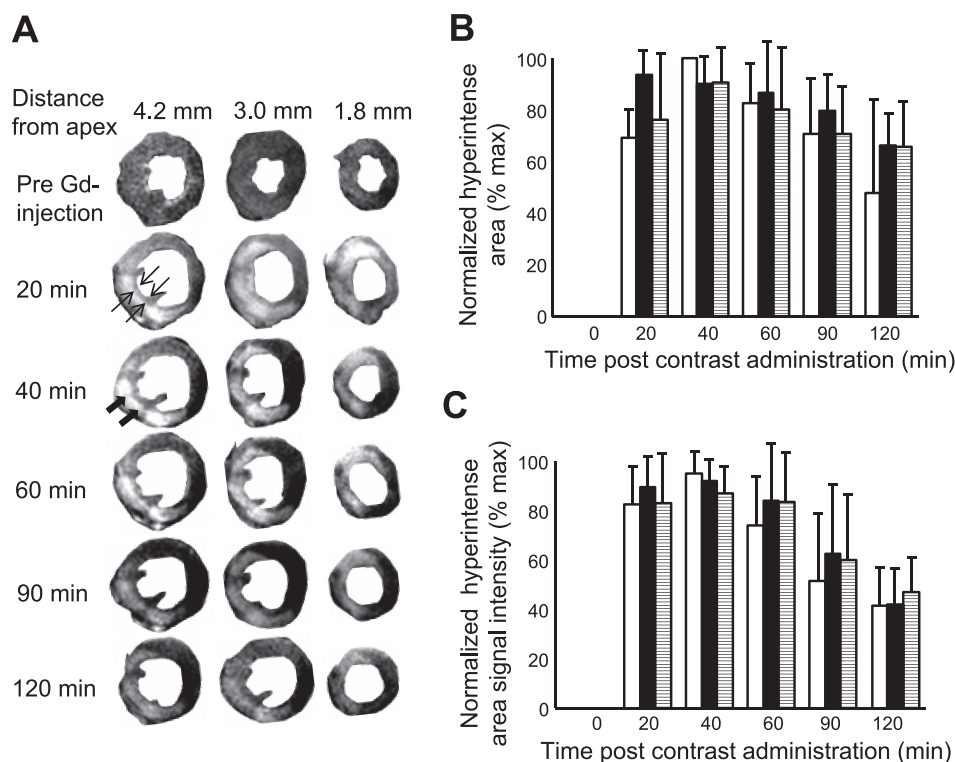 A
Distance from apex
4.2 mm 3.0 mm 1.8 mm
Pre Gd-injection
20 min
40 min
60 min
90 min
120 min
B
Normalized hyperintense
area (% max)
100
80
60
40
20
0
0 20 40 60 90 120
Time post contrast administration (min)
C
Normalized hyperintense
area signal intensity (% max)
100
80
60
40
20
0
0 20 40 60 90 120
Time post contrast administration (min)